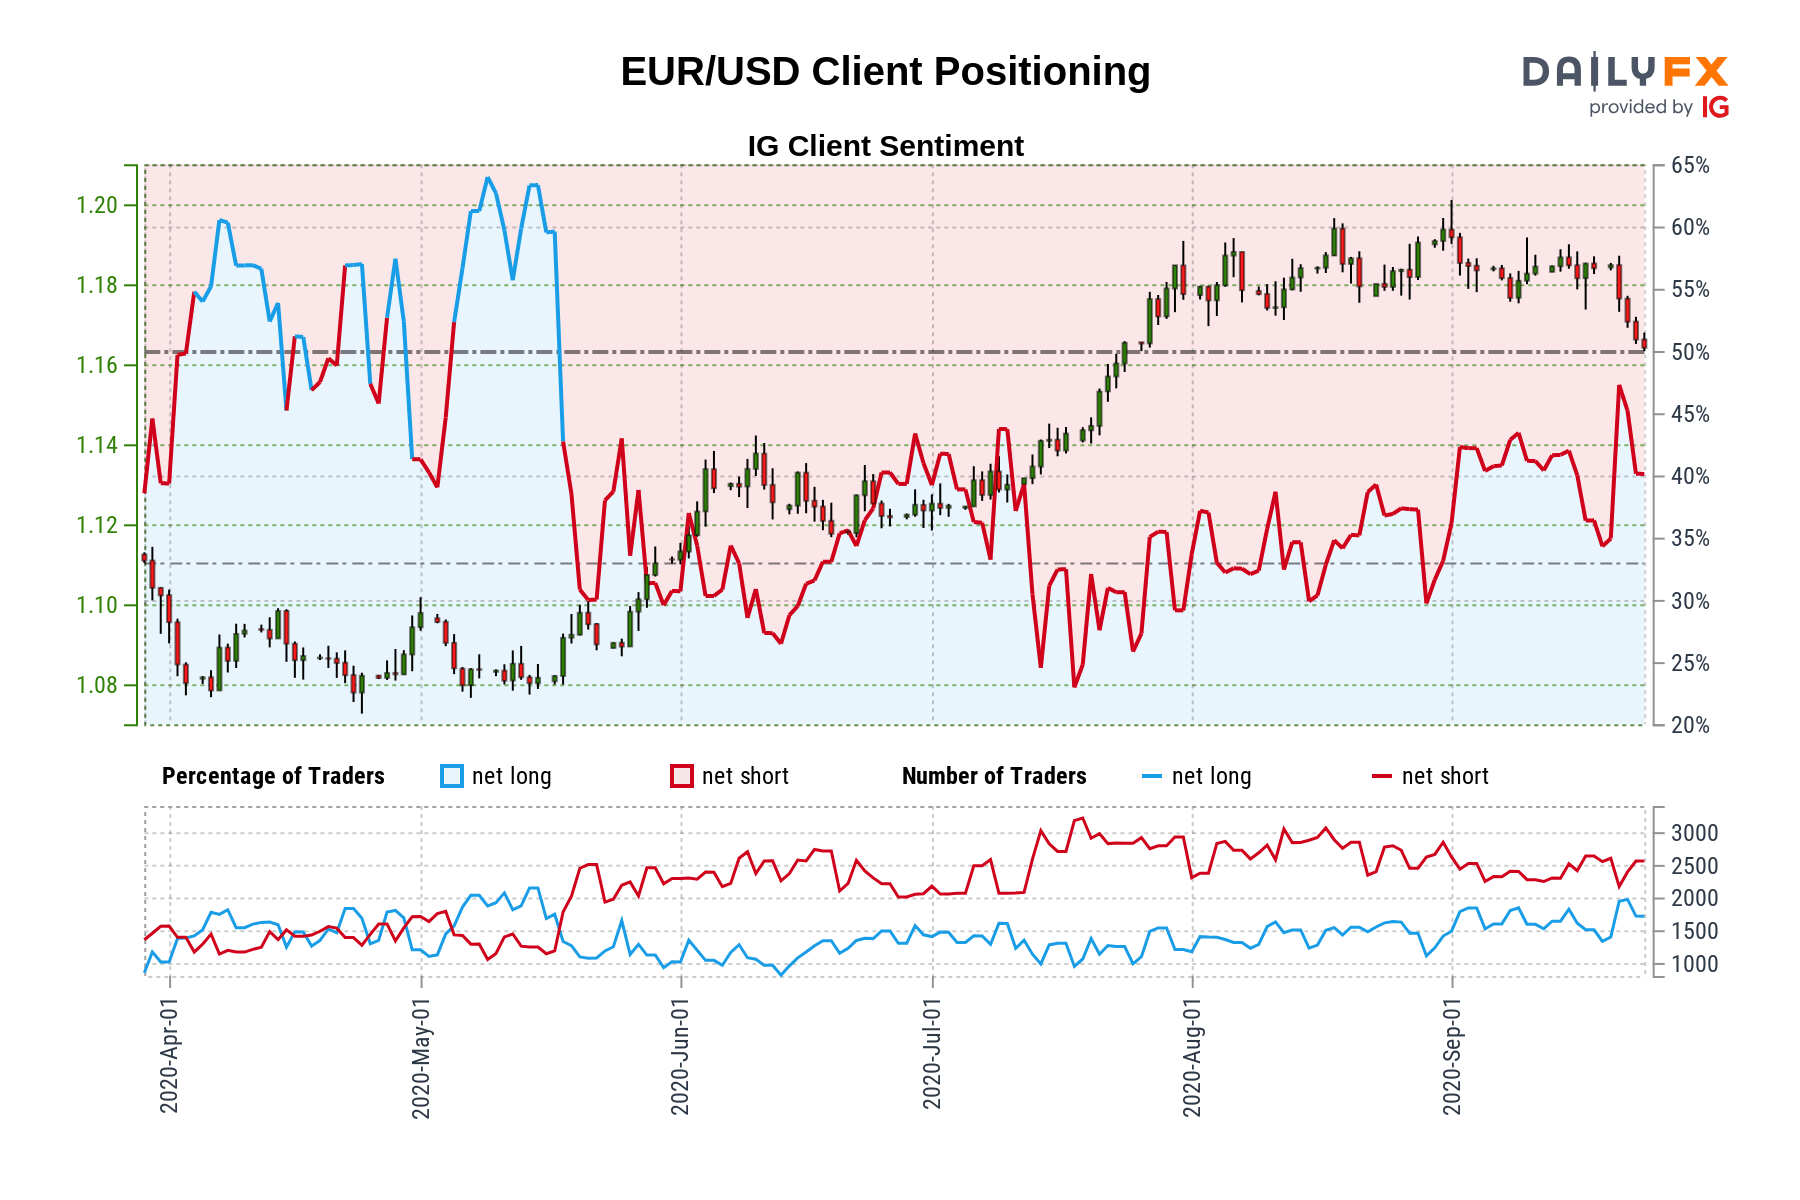 EUR/USD Client Positioning
DAILYFX
provided by IG
IG Client Sentiment
1.20
1.18
1.16
1.14
1.12
1.10
1.08
65%
60%
55%
50%
45%
40%
35%
30%
25%
20%
Percentage of Traders net long net short Number of Traders net long net short
3000
2500
2000
1500
1000
2020-Apr-01
2020-May-01
2020-Jun-01
2020-Jul-01
2020-Aug-01
2020-Sep-01